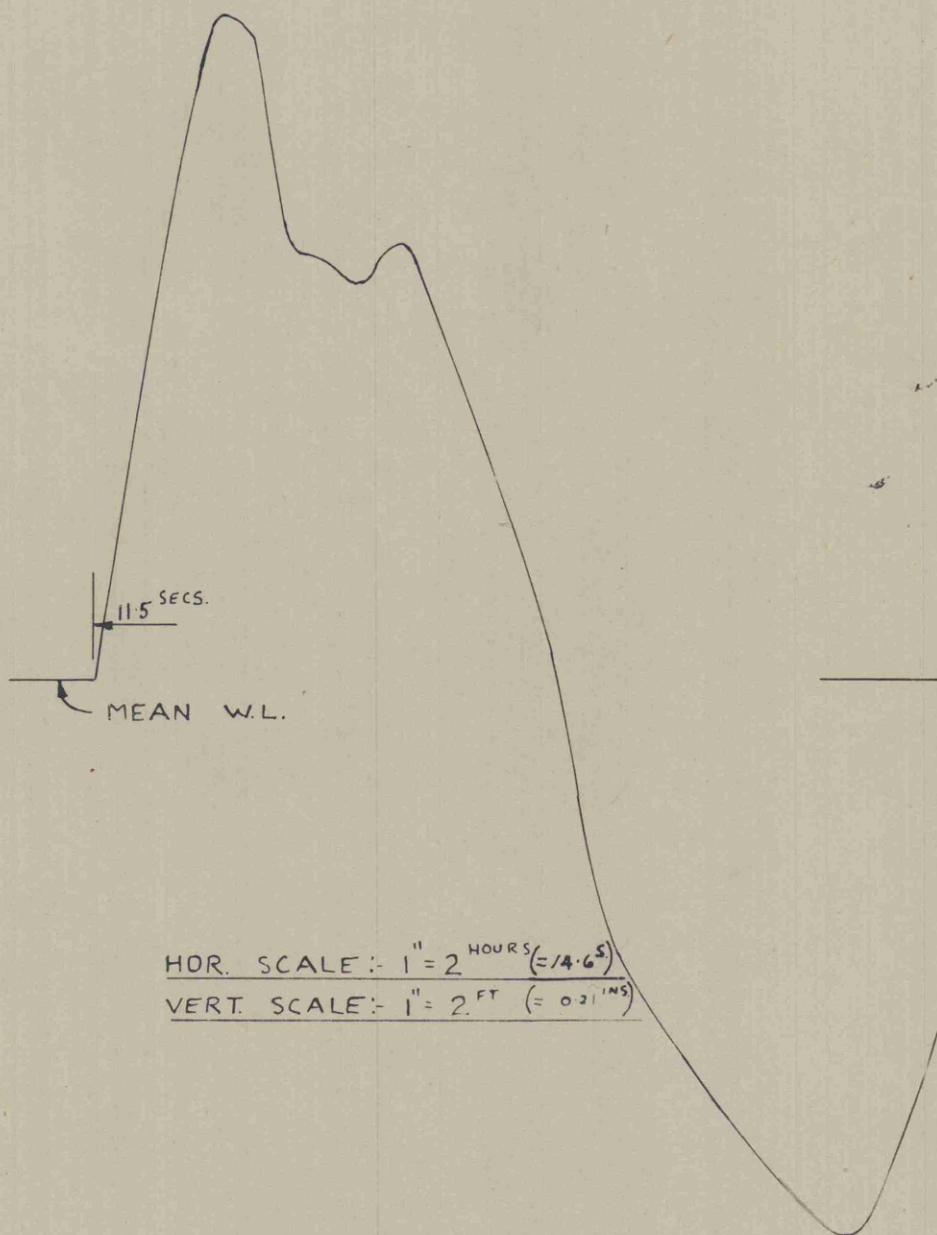 11·5 SECS.
MEAN W.L.
HOR. SCALE:- 1" = 2 HOURS (=14·6 S.)
VERT. SCALE:- 1" = 2 FT (= 0·21 INS)